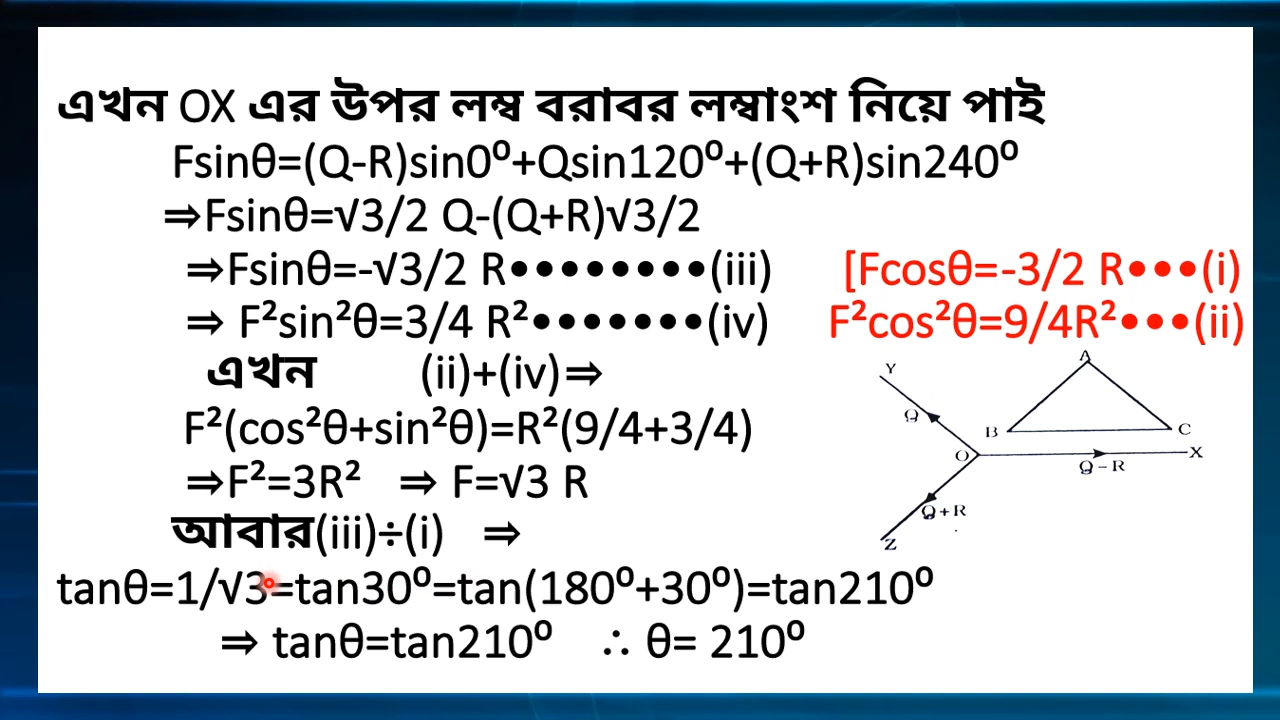 এখন OX এর উপর লম্ব বরাবর লম্বাংশ নিয়ে পাই
Fsinθ=(Q-R)sin0⁰+Qsin120⁰+(Q+R)sin240⁰
⇒Fsinθ=√3/2 Q-(Q+R)√3/2
⇒Fsinθ=-√3/2 R••••••••(iii) [Fcosθ=-3/2 R•••(i)
⇒ F²sin²θ=3/4 R²•••••••(iv) F²cos²θ=9/4R²•••(ii)
এখন (ii)+(iv)⇒
F²(cos²θ+sin²θ)=R²(9/4+3/4)
⇒F²=3R² ⇒ F=√3 R
আবার(iii)÷(i) ⇒
tanθ=1/√3=tan30⁰=tan(180⁰+30⁰)=tan210⁰
⇒ tanθ=tan210⁰ ∴ θ= 210⁰
A
Y
Q
B
C
O
X
Q-R
Q+R
Z